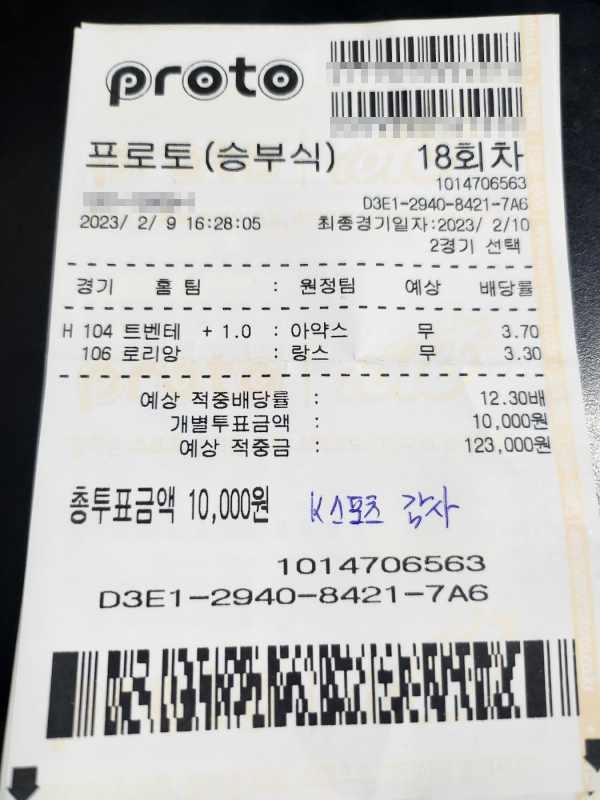 proto
프로토(승부식) 18회차
1014706563
D3E1-2940-8421-7A6
2023/ 2/ 9 16:28:05 최종경기일자:2023/ 2/10
2경기 선택
경기 홈 팀 : 원정팀 예상 배당률
H 104 트벤테 + 1.0 : 아약스 무 3.70
106 로리앙 : 랑스 무 3.30
예상 적중배당률 : 12.30배
개별투표금액 : 10,000원
예상 적중금 : 123,000원
총투표금액 10,000원 K스포츠 감사
1014706563
D3E1-2940-8421-7A6